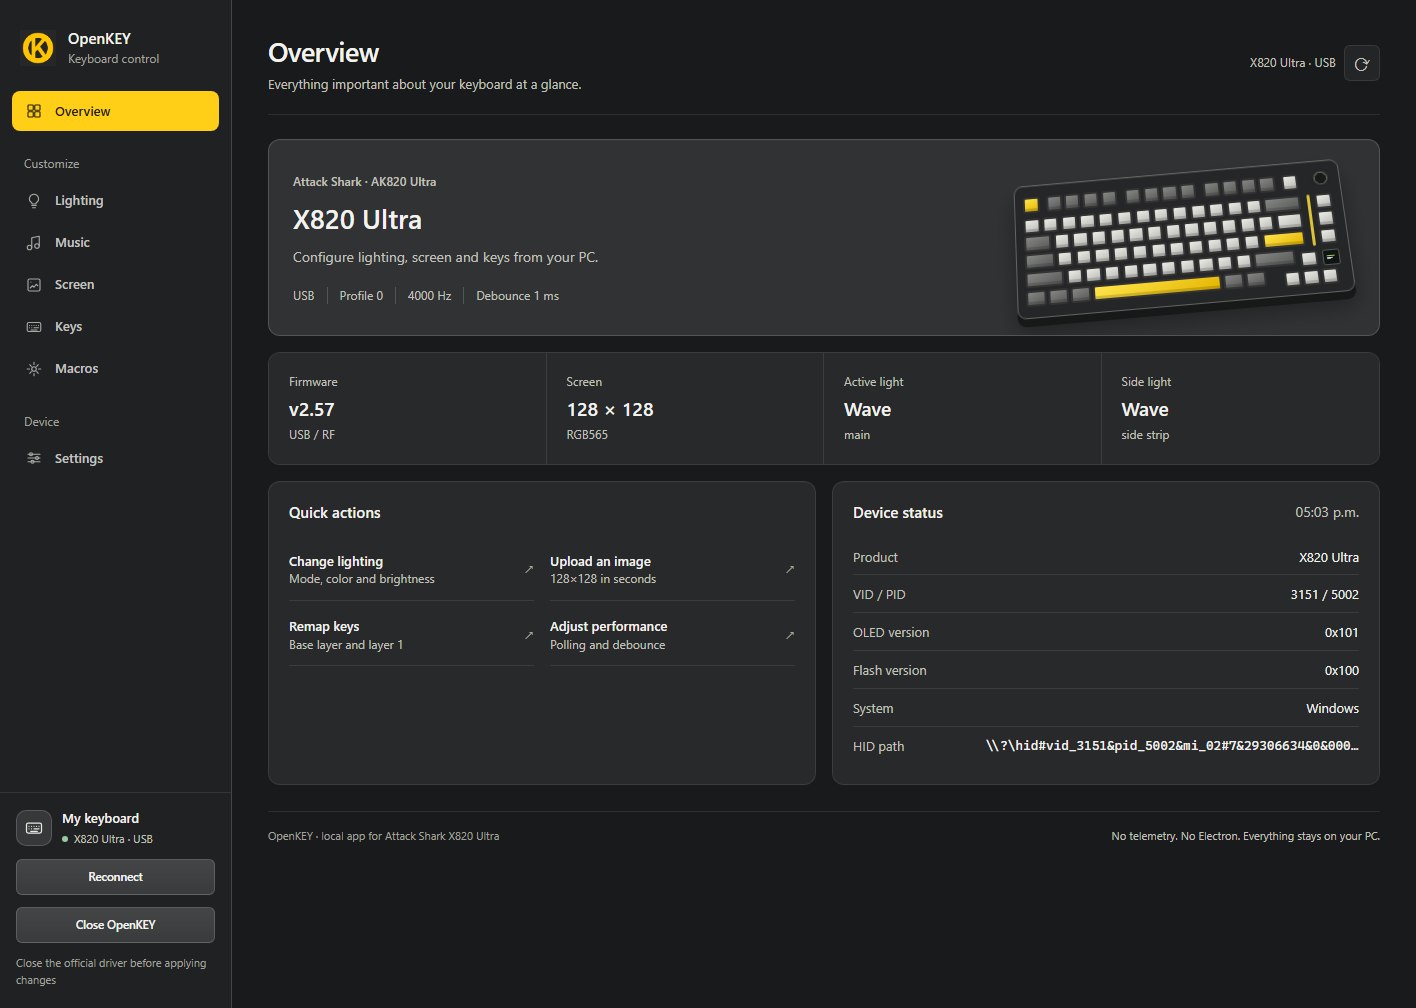 OpenKEY
Keyboard control
Overview
Customize
Lighting
Music
Screen
Keys
Macros
Device
Settings
My keyboard
X820 Ultra · USB
Reconnect
Close OpenKEY
Close the official driver before applying
changes
Overview
Everything important about your keyboard at a glance.
X820 Ultra · USB
Attack Shark · AK820 Ultra
X820 Ultra
Configure lighting, screen and keys from your PC.
USB Profile 0 4000 Hz Debounce 1 ms
Firmware
v2.57
USB / RF
Screen
128 × 128
RGB565
Active light
Wave
main
Side light
Wave
side strip
Quick actions
Change lighting ↗
Mode, color and brightness
Upload an image ↗
128×128 in seconds
Remap keys ↗
Base layer and layer 1
Adjust performance ↗
Polling and debounce
Device status 05:03 p.m.
Product X820 Ultra
VID / PID 3151 / 5002
OLED version 0x101
Flash version 0x100
System Windows
HID path \\?\hid#vid_3151&pid_5002&mi_02#7&29306634&0&000…
OpenKEY · local app for Attack Shark X820 Ultra
No telemetry. No Electron. Everything stays on your PC.